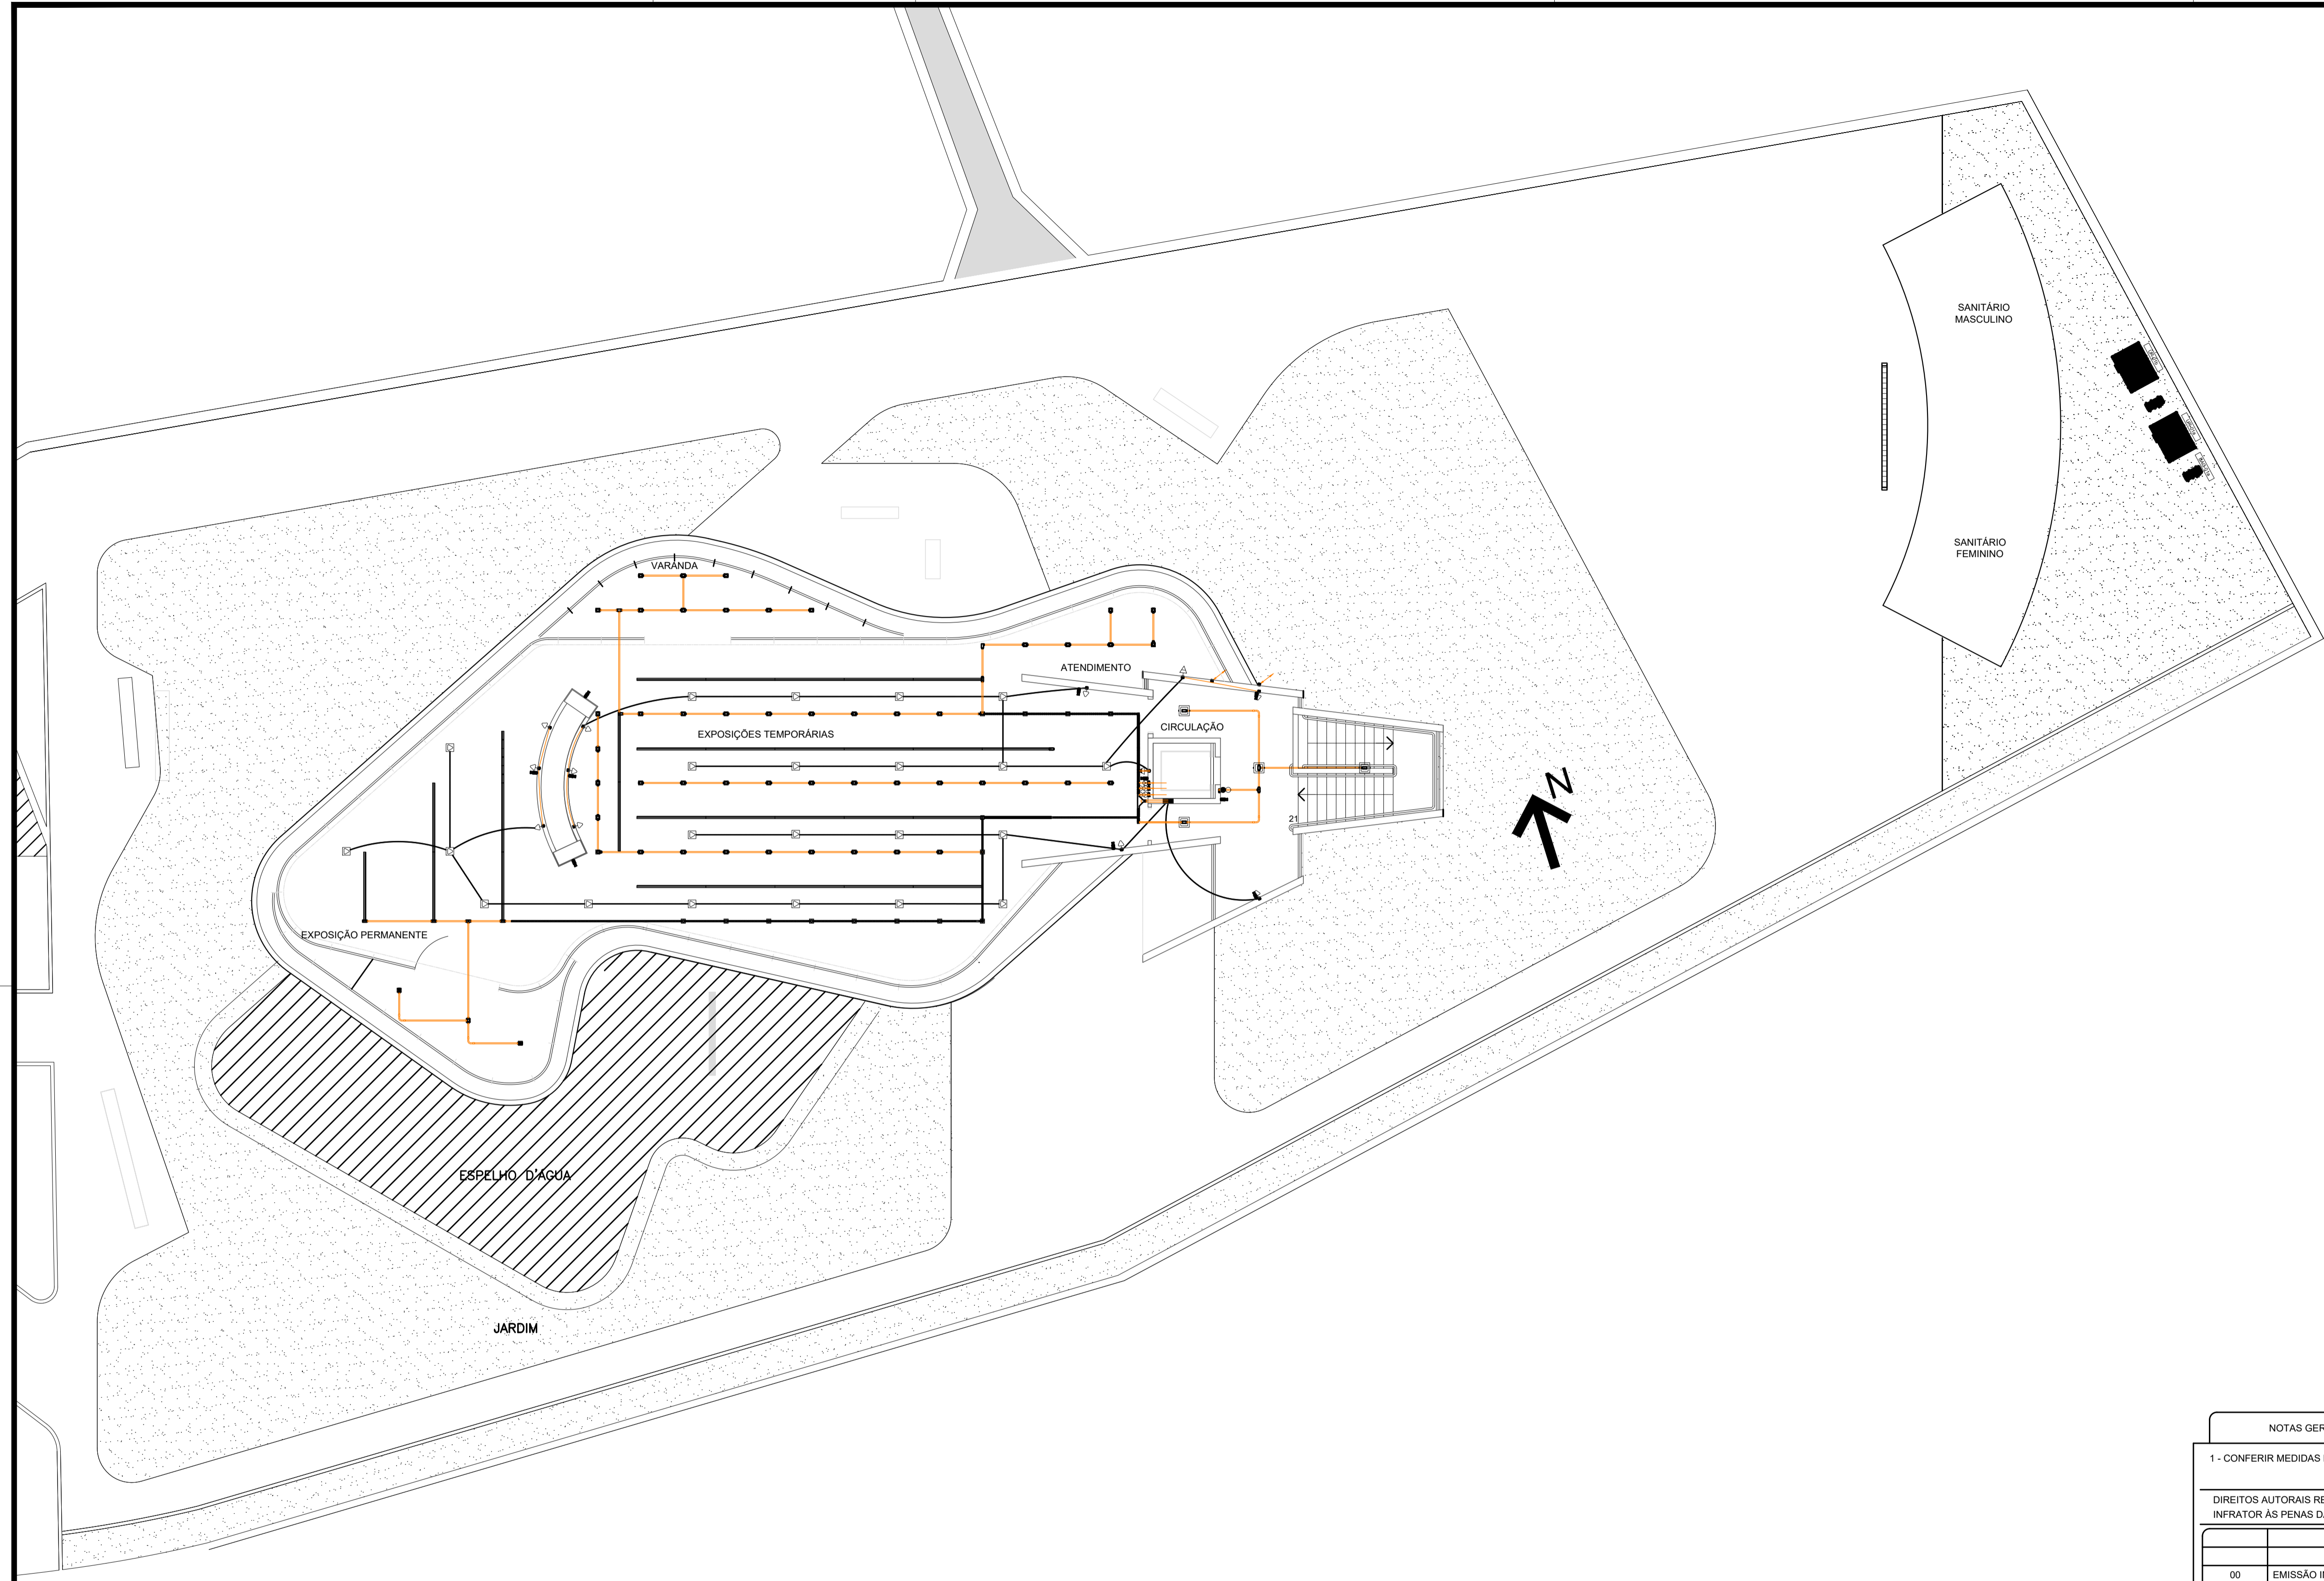 SANITÁRIO
MASCULINO
SANITÁRIO
FEMININO
VARANDA
ATENDIMENTO
CIRCULAÇÃO
EXPOSIÇÕES TEMPORÁRIAS
N
21
EXPOSIÇÃO PERMANENTE
ESPELHO D'ÁGUA
JARDIM
NOTAS GER
1 - CONFERIR MEDIDAS
DIREITOS AUTORAIS RE
INFRATOR ÀS PENAS DA
00
EMISSÃO I